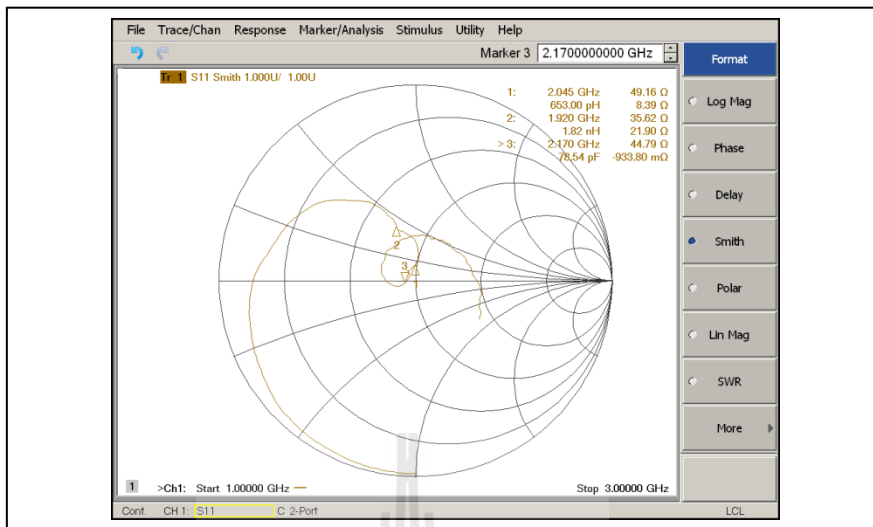 File Trace/Chan Response Marker/Analysis Stimulus Utility Help
Marker 3 2.1700000000 GHz
Tr 1 S11 Smith 1.000U/ 1.00U
1: 2.045 GHz 49.16 Ω
653.00 pH 8.39 Ω
2: 1.920 GHz 35.62 Ω
1.82 nH 21.90 Ω
> 3: 2.170 GHz 44.79 Ω
78.54 pF -933.80 mΩ
2
3
1
1 >Ch1: Start 1.00000 GHz — Stop 3.00000 GHz
Cont. CH 1: S11 C 2-Port LCL
Format
Log Mag
Phase
Delay
Smith
Polar
Lin Mag
SWR
More